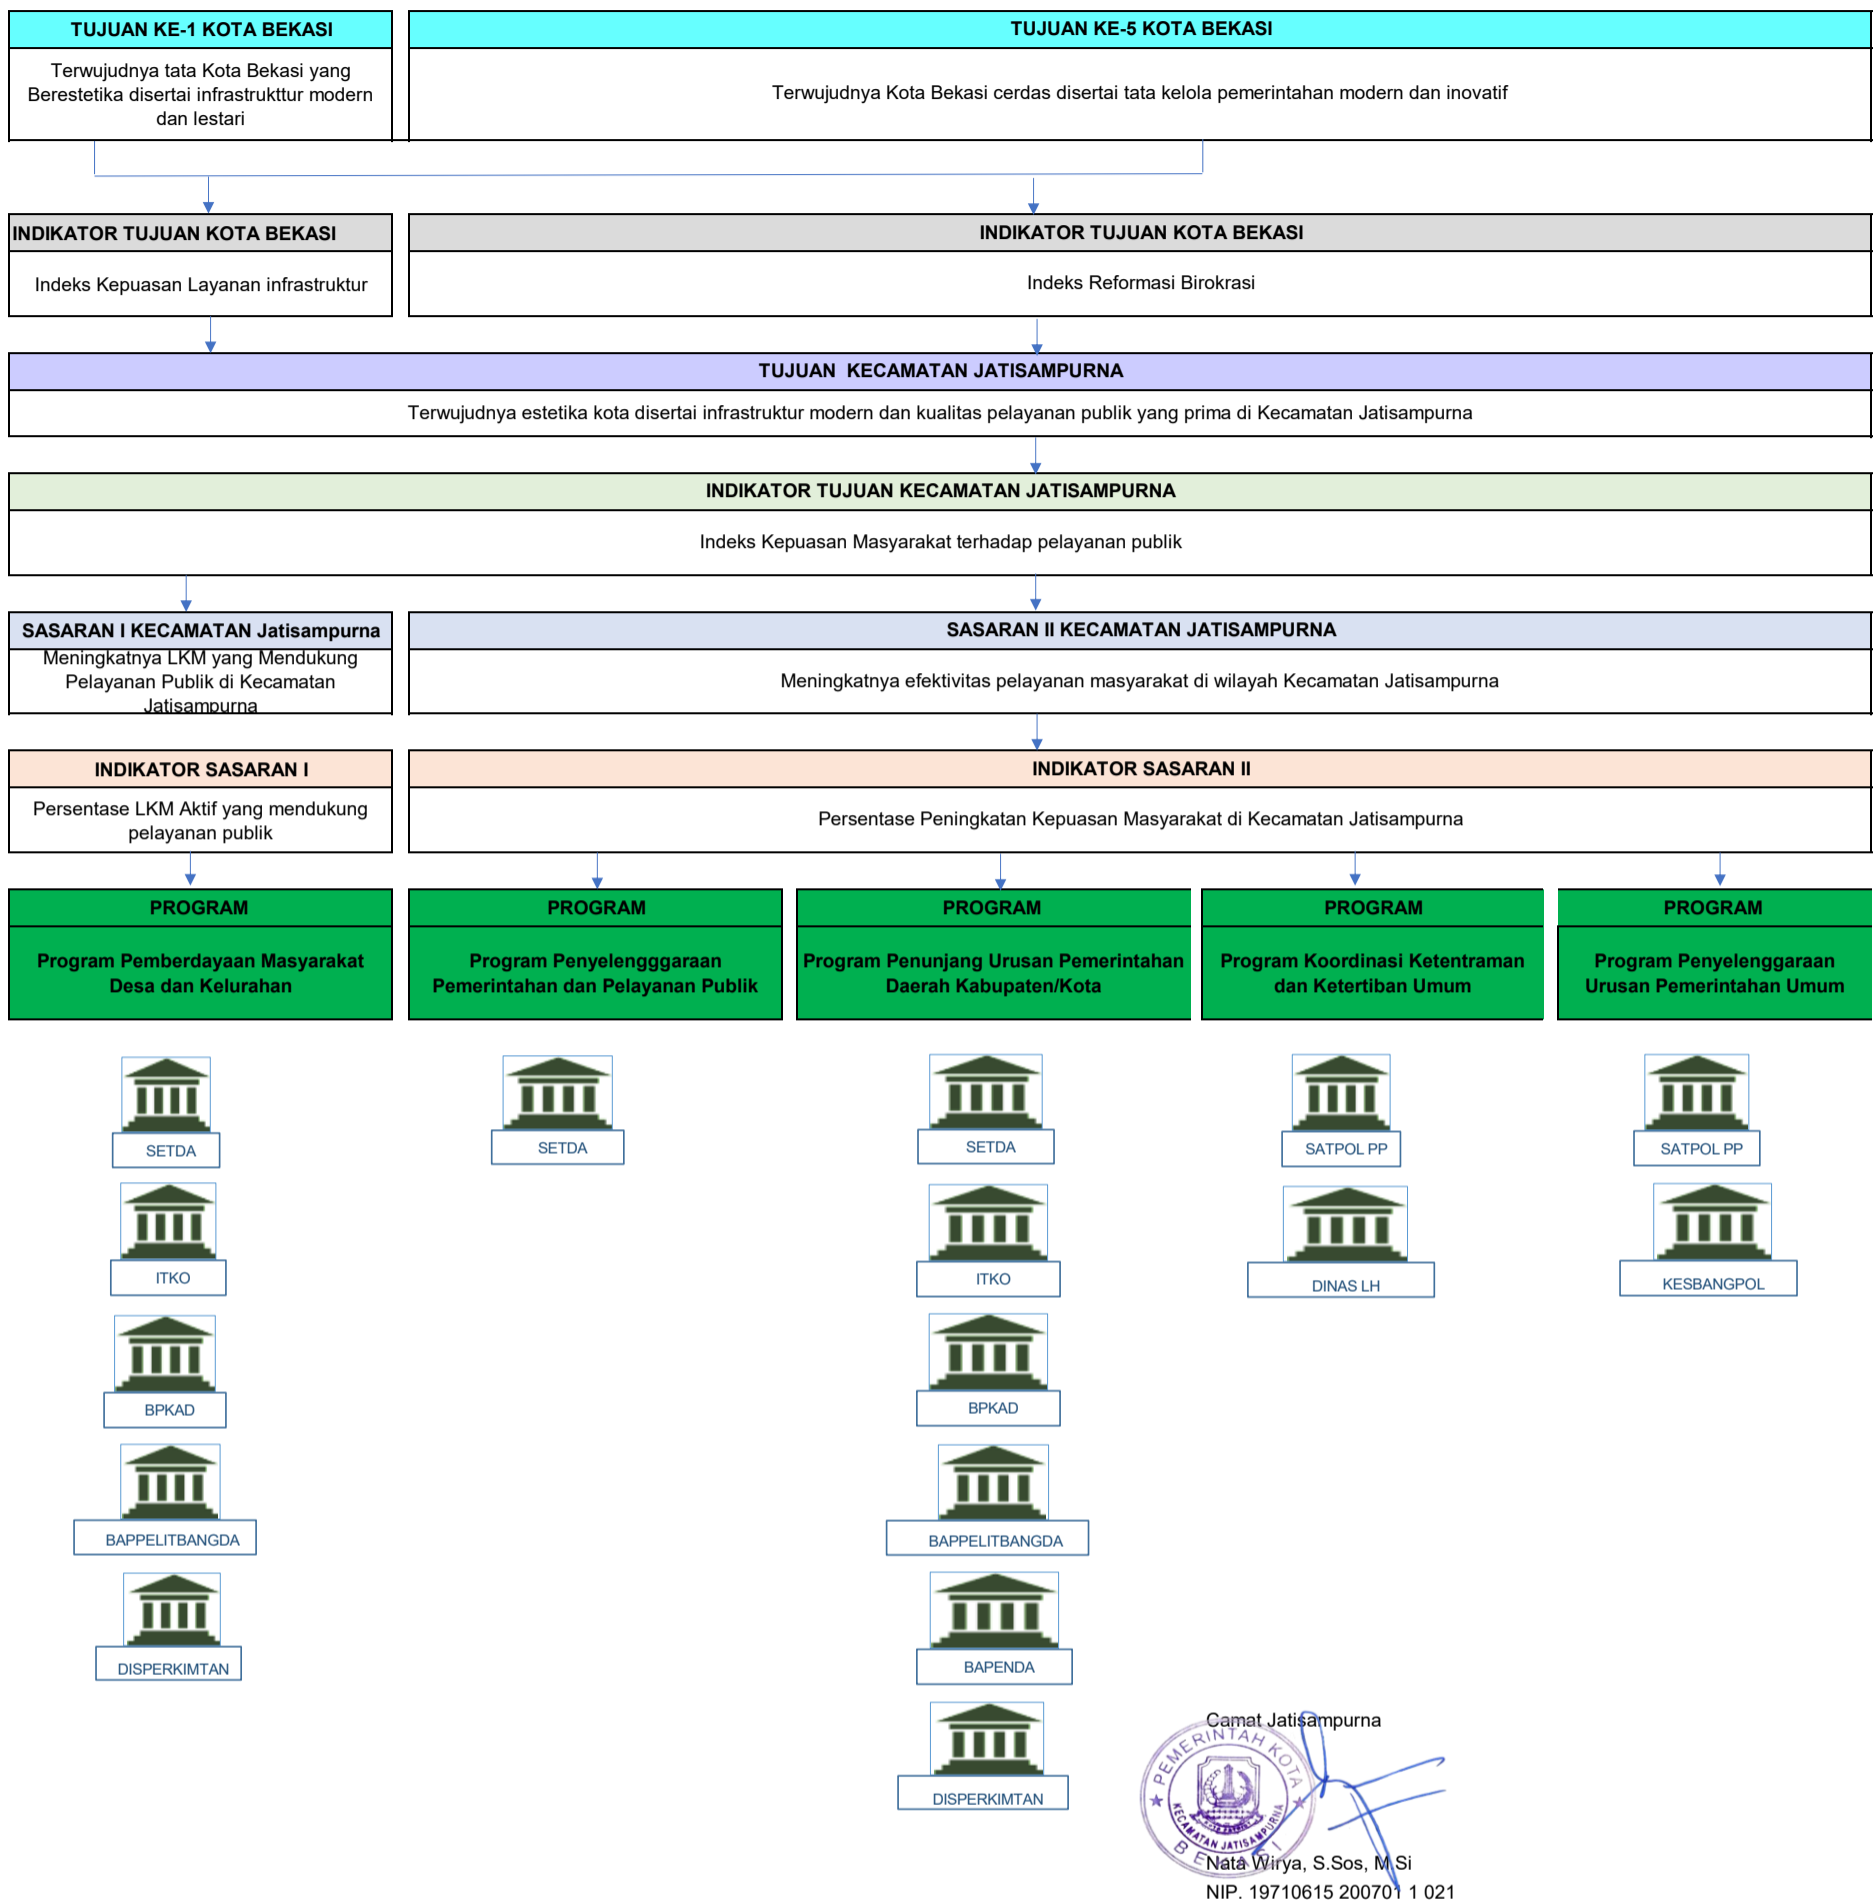 TUJUAN KE-1 KOTA BEKASI
Terwujudnya tata Kota Bekasi yang
Berestetika disertai infrastrukttur modern
dan lestari
TUJUAN KE-5 KOTA BEKASI
Terwujudnya Kota Bekasi cerdas disertai tata kelola pemerintahan modern dan inovatif
INDIKATOR TUJUAN KOTA BEKASI
Indeks Kepuasan Layanan infrastruktur
INDIKATOR TUJUAN KOTA BEKASI
Indeks Reformasi Birokrasi
TUJUAN KECAMATAN JATISAMPURNA
Terwujudnya estetika kota disertai infrastruktur modern dan kualitas pelayanan publik yang prima di Kecamatan Jatisampurna
INDIKATOR TUJUAN KECAMATAN JATISAMPURNA
Indeks Kepuasan Masyarakat terhadap pelayanan publik
SASARAN I KECAMATAN Jatisampurna
Meningkatnya LKM yang Mendukung
Pelayanan Publik di Kecamatan
Jatisampurna
SASARAN II KECAMATAN JATISAMPURNA
Meningkatnya efektivitas pelayanan masyarakat di wilayah Kecamatan Jatisampurna
INDIKATOR SASARAN I
Persentase LKM Aktif yang mendukung
pelayanan publik
INDIKATOR SASARAN II
Persentase Peningkatan Kepuasan Masyarakat di Kecamatan Jatisampurna
PROGRAM
Program Pemberdayaan Masyarakat
Desa dan Kelurahan
PROGRAM
Program Penyelengggaraan
Pemerintahan dan Pelayanan Publik
PROGRAM
Program Penunjang Urusan Pemerintahan
Daerah Kabupaten/Kota
PROGRAM
Program Koordinasi Ketentraman
dan Ketertiban Umum
PROGRAM
Program Penyelenggaraan
Urusan Pemerintahan Umum
SETDA
ITKO
BPKAD
BAPPELITBANGDA
DISPERKIMTAN
SETDA
SETDA
ITKO
BPKAD
BAPPELITBANGDA
BAPENDA
DISPERKIMTAN
SATPOL PP
DINAS LH
SATPOL PP
KESBANGPOL
Camat Jatisampurna
PEMERINTAH KOTA
KECAMATAN JATISAMPURNA
BEKASI
Nata Wirya, S.Sos, M.Si
NIP. 19710615 200701 1 021